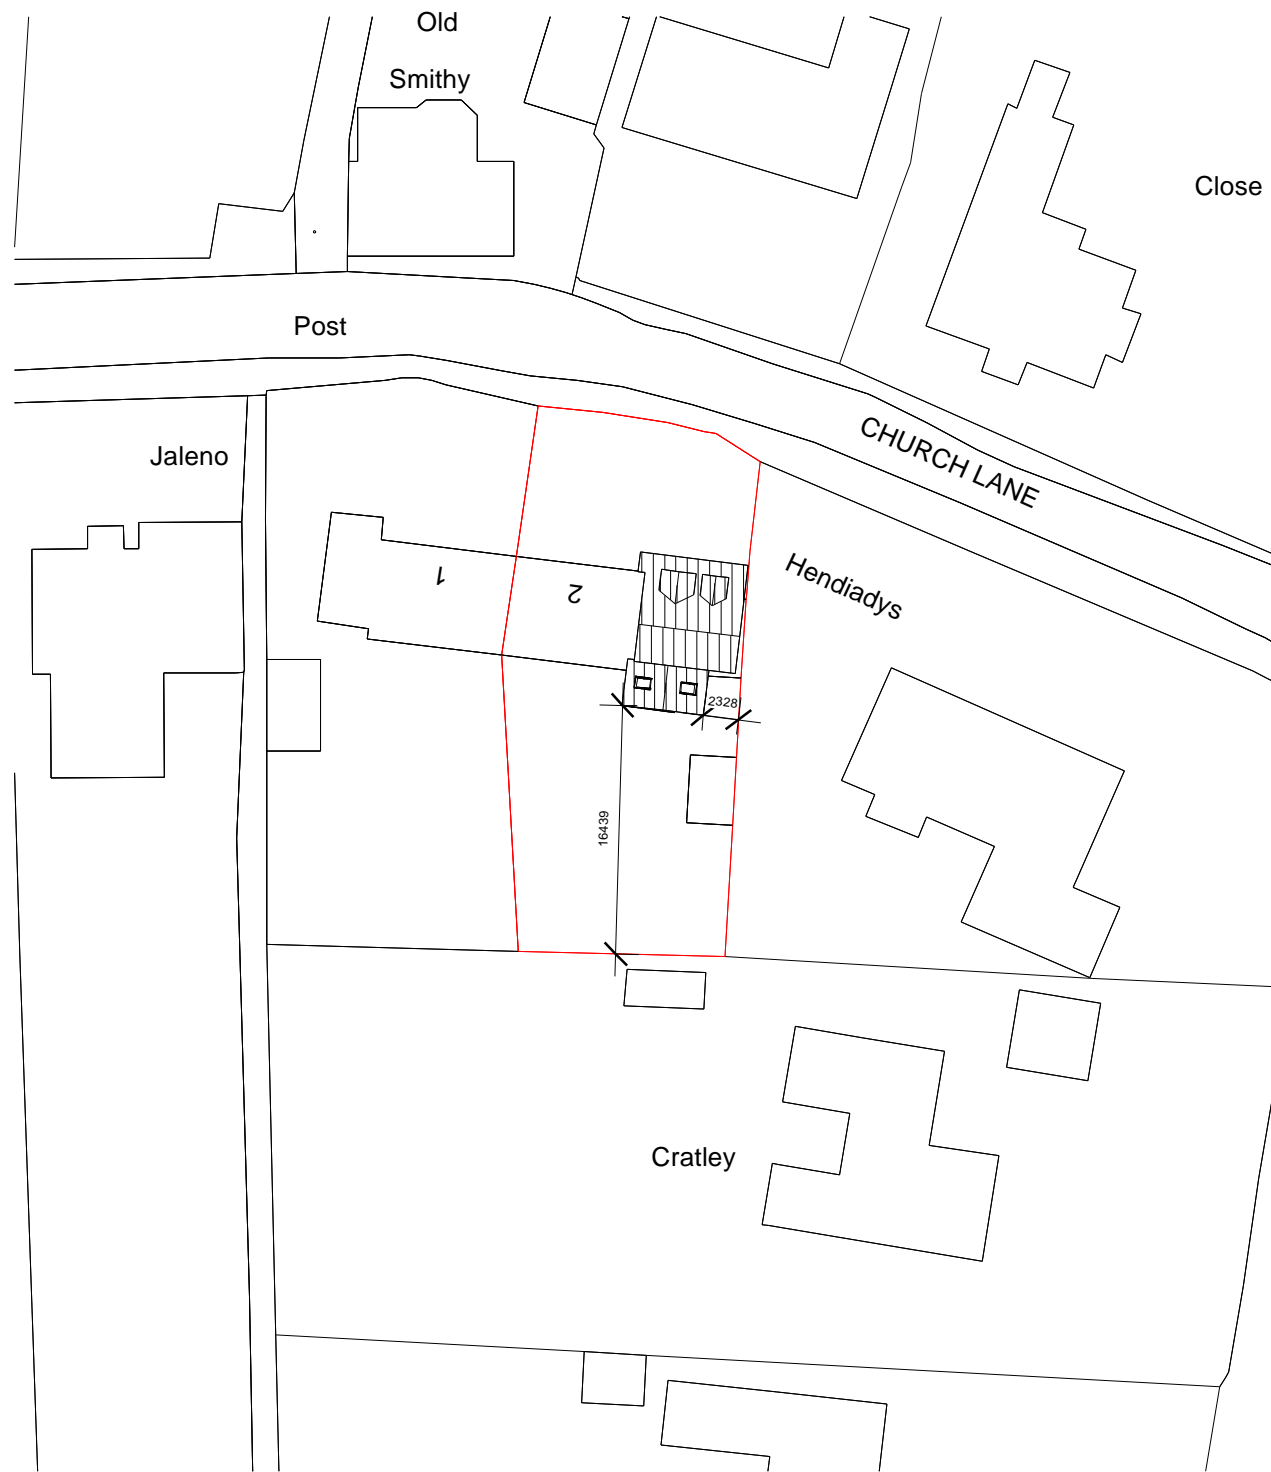 Old
Smithy
Close
Post
CHURCH LANE
Jaleno
Hendiadys
1
2
2328
16439
Cratley